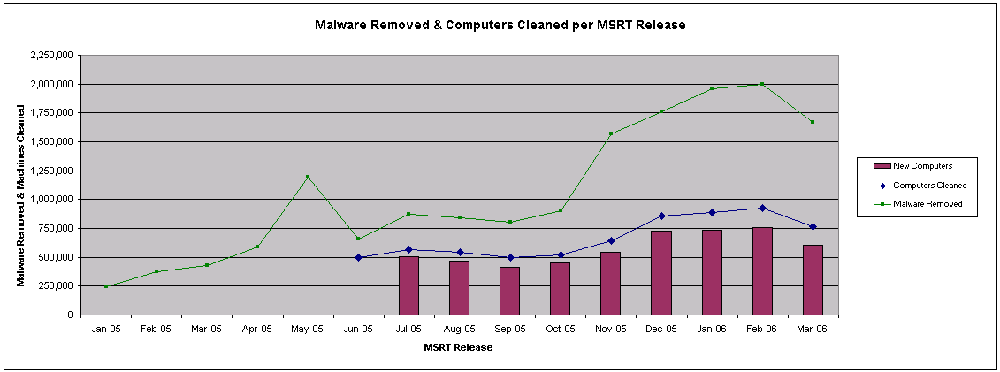 Malware Removed & Computers Cleaned per MSRT Release
Malware Removed & Machines Cleaned
2,250,000
2,000,000
1,750,000
1,500,000
1,250,000
1,000,000
750,000
500,000
250,000
0
Jan-05 Feb-05 Mar-05 Apr-05 May-05 Jun-05 Jul-05 Aug-05 Sep-05 Oct-05 Nov-05 Dec-05 Jan-06 Feb-06 Mar-06
MSRT Release
New Computers
Computers Cleaned
Malware Removed